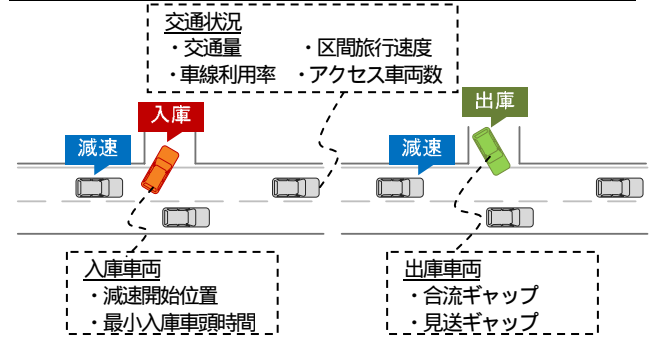 交通状況
・交通量 ・区間旅行速度
・車線利用率 ・アクセス車両数
入庫
出庫
減速
減速
入庫車両
・減速開始位置
・最小入庫車頭時間
出庫車両
・合流ギャップ
・見送ギャップ